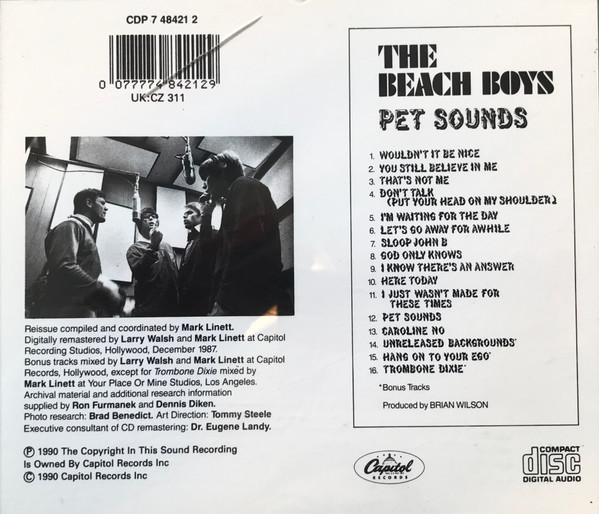 CDP 7 48421 2
0 077774 842129
UK:CZ 311
THE
BEACH BOYS
PET SOUNDS
1. WOULDN'T IT BE NICE
2. YOU STILL BELIEVE IN ME
3. THAT'S NOT ME
4. DON'T TALK
(PUT YOUR HEAD ON MY SHOULDER)
5. I'M WAITING FOR THE DAY
6. LET'S GO AWAY FOR AWHILE
7. SLOOP JOHN B
8. GOD ONLY KNOWS
9. I KNOW THERE'S AN ANSWER
10. HERE TODAY
11. I JUST WASN'T MADE FOR
THESE TIMES
12. PET SOUNDS
13. CAROLINE NO
14. UNRELEASED BACKGROUNDS*
15. HANG ON TO YOUR EGO*
16. TROMBONE DIXIE*
*Bonus Tracks
Produced by BRIAN WILSON
Reissue compiled and coordinated by Mark Linett.
Digitally remastered by Larry Walsh and Mark Linett at Capitol
Recording Studios, Hollywood, December 1987.
Bonus tracks mixed by Larry Walsh and Mark Linett at Capitol
Records, Hollywood, except for Trombone Dixie mixed by
Mark Linett at Your Place Or Mine Studios, Los Angeles.
Archival material and additional research information
supplied by Ron Furmanek and Dennis Diken.
Photo research: Brad Benedict. Art Direction: Tommy Steele
Executive consultant of CD remastering: Dr. Eugene Landy.
℗ 1990 The Copyright In This Sound Recording
Is Owned By Capitol Records Inc
© 1990 Capitol Records Inc
Capitol
RECORDS
COMPACT
disc
DIGITAL AUDIO